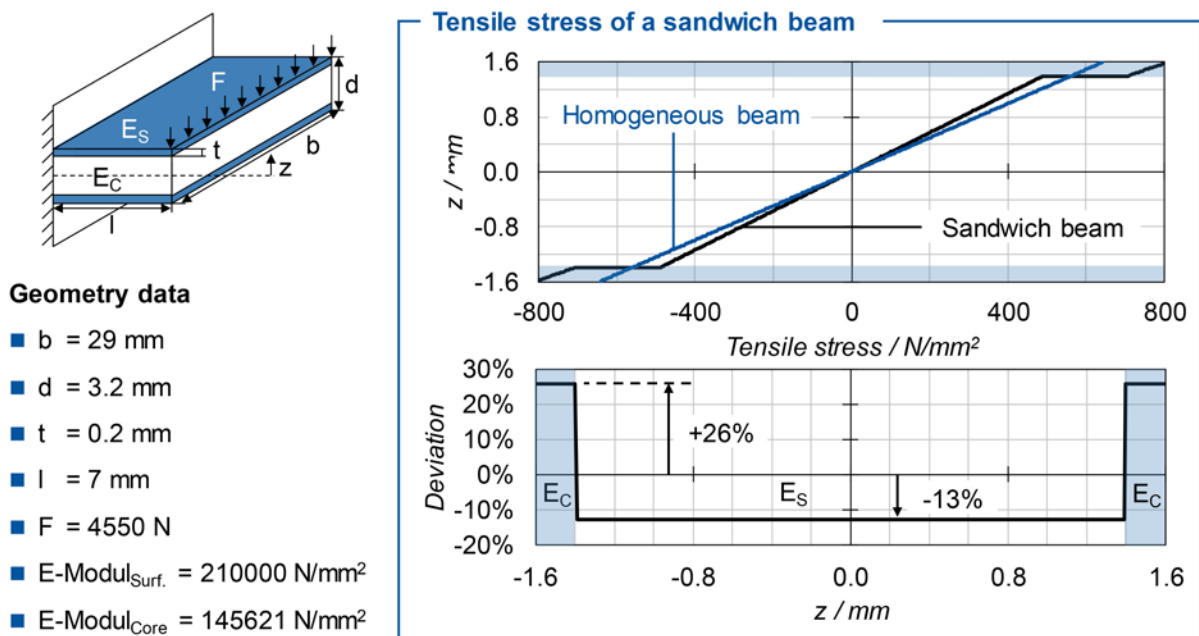 F
d
E_S
t
b
E_C
z
l
Geometry data
b = 29 mm
d = 3.2 mm
t = 0.2 mm
l = 7 mm
F = 4550 N
E-Modul_Surf. = 210000 N/mm²
E-Modul_Core = 145621 N/mm²
Tensile stress of a sandwich beam
z / mm
1.6
0.8
0.0
-0.8
-1.6
Homogeneous beam
Sandwich beam
-800 -400 0 400 800
Tensile stress / N/mm²
Deviation
30%
20%
10%
0%
-10%
-20%
+26%
-13%
E_C E_S E_C
-1.6 -0.8 0.0 0.8 1.6
z / mm